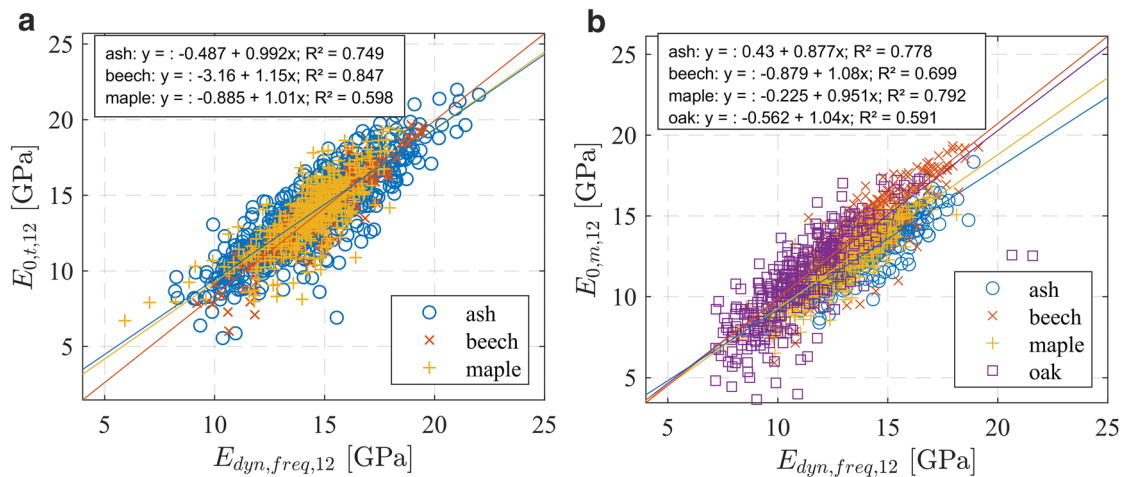 a
ash: y = : -0.487 + 0.992x; R² = 0.749
beech: y = : -3.16 + 1.15x; R² = 0.847
maple: y = : -0.885 + 1.01x; R² = 0.598
25
20
15
10
5
E0,t,12 [GPa]
ash
beech
maple
5 10 15 20 25
Edyn,freq,12 [GPa]
b
ash: y = : 0.43 + 0.877x; R² = 0.778
beech: y = : -0.879 + 1.08x; R² = 0.699
maple: y = : -0.225 + 0.951x; R² = 0.792
oak: y = : -0.562 + 1.04x; R² = 0.591
25
20
15
10
5
E0,m,12 [GPa]
ash
beech
maple
oak
5 10 15 20 25
Edyn,freq,12 [GPa]